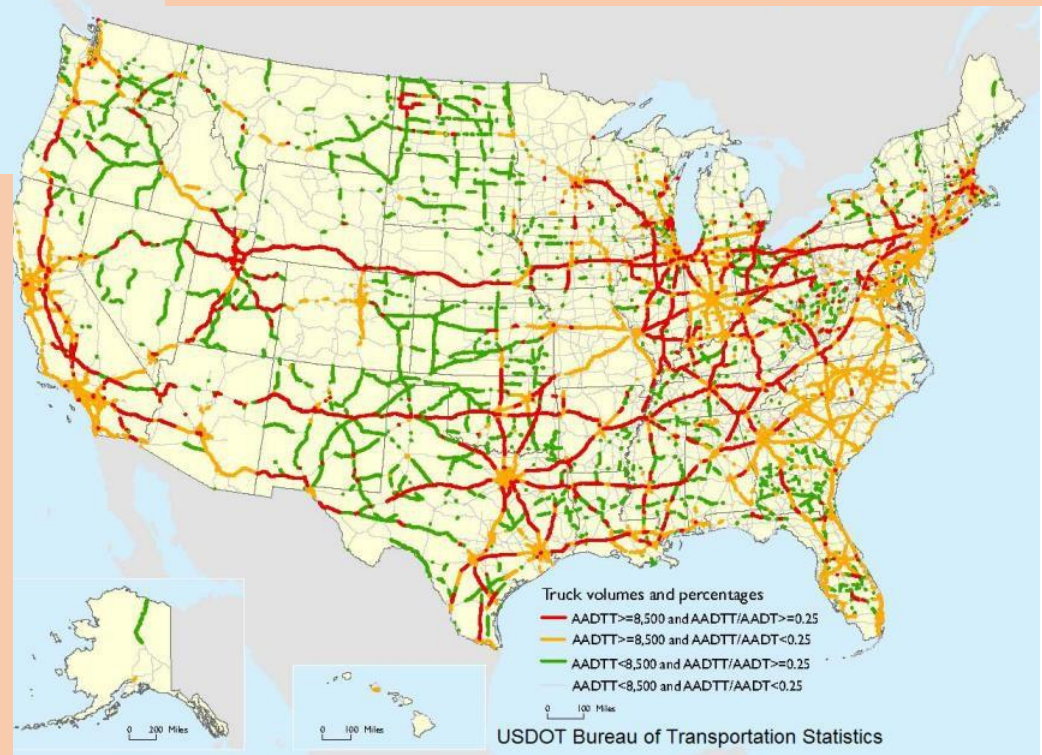 Truck volumes and percentages
AADTT>=8,500 and AADTT/AADT>=0.25
AADTT>=8,500 and AADTT/AADT<0.25
AADTT<8,500 and AADTT/AADT>=0.25
AADTT<8,500 and AADTT/AADT<0.25
0 100 Miles
0 200 Miles
0 100 Miles
USDOT Bureau of Transportation Statistics